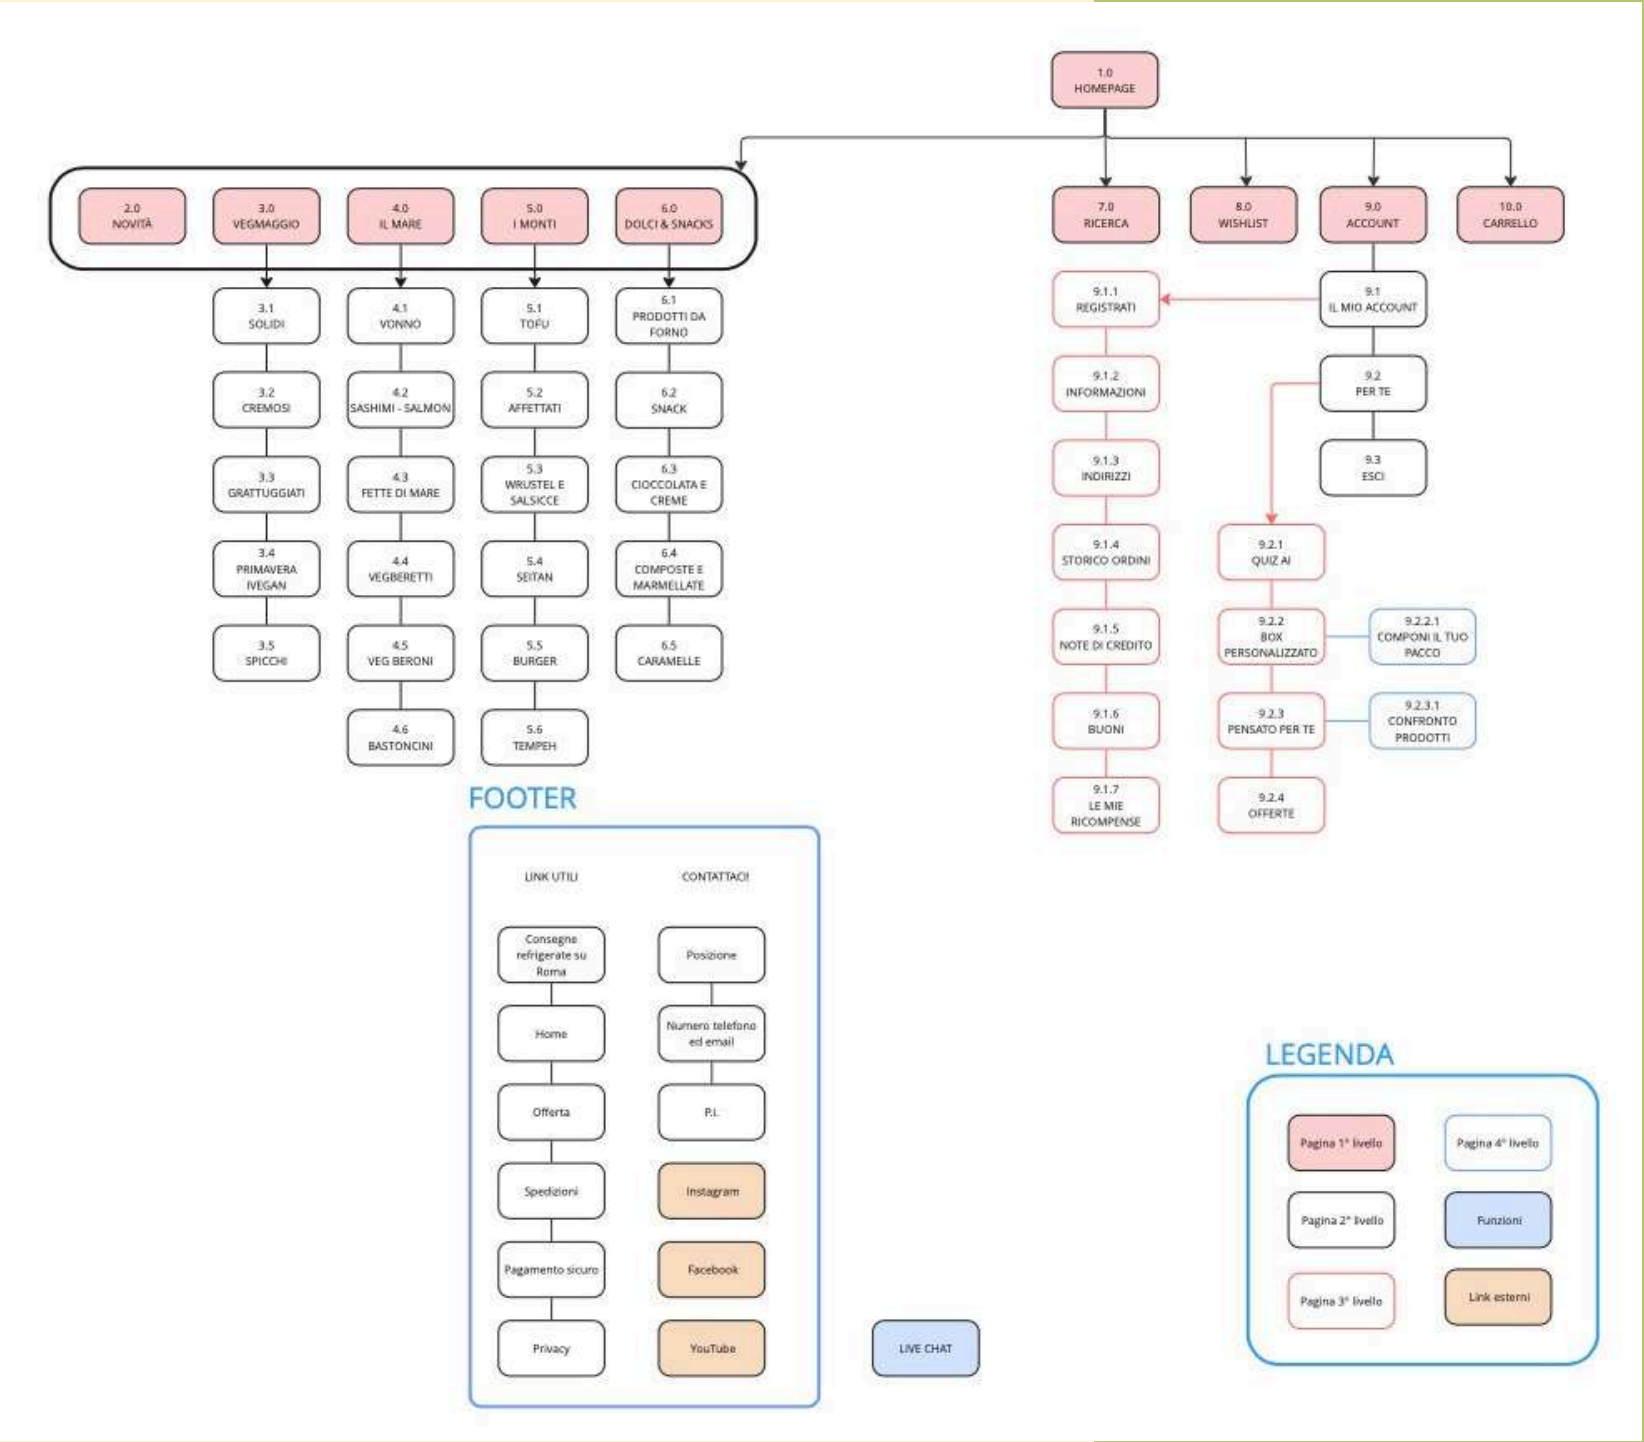 1.0
HOMEPAGE
2.0
NOVITÀ
3.0
VEGMAGGIO
4.0
IL MARE
5.0
I MONTI
6.0
DOLCI & SNACKS
7.0
RICERCA
8.0
WISHLIST
9.0
ACCOUNT
10.0
CARRELLO
3.1
SOLIDI
3.2
CREMOSI
3.3
GRATTUGGIATI
3.4
PRIMAVERA
IVEGAN
3.5
SPICCHI
4.1
VONNO
4.2
SASHIMI - SALMON
4.3
FETTE DI MARE
4.4
VEGBERETTI
4.5
VEG BERONI
4.6
BASTONCINI
5.1
TOFU
5.2
AFFETTATI
5.3
WRUSTEL E
SALSICCE
5.4
SEITAN
5.5
BURGER
5.6
TEMPEH
6.1
PRODOTTI DA
FORNO
6.2
SNACK
6.3
CIOCCOLATA E
CREME
6.4
COMPOSTE E
MARMELLATE
6.5
CARAMELLE
9.1.1
REGISTRATI
9.1.2
INFORMAZIONI
9.1.3
INDIRIZZI
9.1.4
STORICO ORDINI
9.1.5
NOTE DI CREDITO
9.1.6
BUONI
9.1.7
LE MIE
RICOMPENSE
9.1
IL MIO ACCOUNT
9.2
PER TE
9.3
ESCI
9.2.1
QUIZ AI
9.2.2
BOX
PERSONALIZZATO
9.2.3
PENSATO PER TE
9.2.4
OFFERTE
9.2.2.1
COMPONI IL TUO
PACCO
9.2.3.1
CONFRONTO
PRODOTTI
FOOTER
LINK UTILI
Consegne
refrigerate su
Roma
Home
Offerta
Spedizioni
Pagamento sicuro
Privacy
CONTATTACI!
Posizione
Numero telefono
ed email
P.I.
Instagram
Facebook
YouTube
LIVE CHAT
LEGENDA
Pagina 1° livello
Pagina 2° livello
Pagina 3° livello
Pagina 4° livello
Funzioni
Link esterni